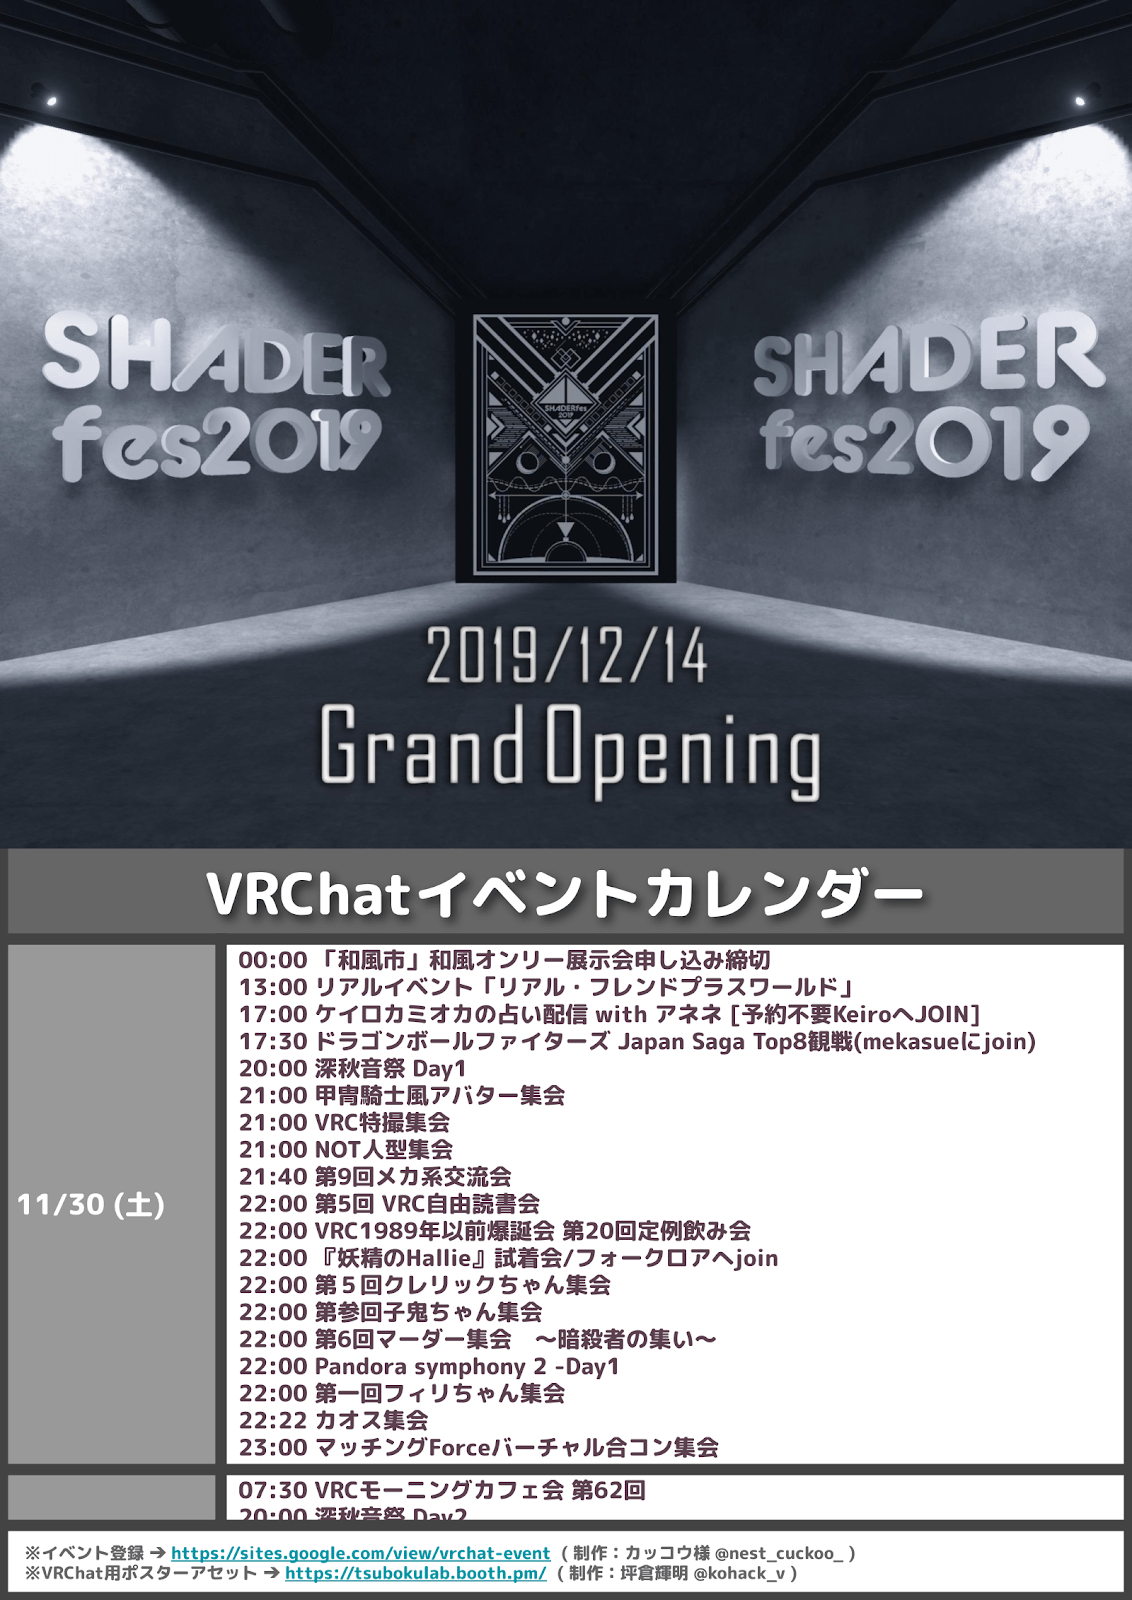 SHADER
fes2019
SHADER
fes2019
SHADERfes
2019
2019/12/14
Grand Opening
VRChatイベントカレンダー
11/30 (土)
00:00 「和風市」和風オンリー展示会申し込み締切
13:00 リアルイベント「リアル・フレンドプラスワールド」
17:00 ケイロカミオカの占い配信 with アネネ [予約不要KeiroへJOIN]
17:30 ドラゴンボールファイターズ Japan Saga Top8観戦(mekasueにjoin)
20:00 深秋音祭 Day1
21:00 甲冑騎士風アバター集会
21:00 VRC特撮集会
21:00 NOT人型集会
21:40 第9回メカ系交流会
22:00 第5回 VRC自由読書会
22:00 VRC1989年以前爆誕会 第20回定例飲み会
22:00 『妖精のHallie』試着会/フォークロアへjoin
22:00 第５回クレリックちゃん集会
22:00 第参回子鬼ちゃん集会
22:00 第6回マーダー集会　～暗殺者の集い～
22:00 Pandora symphony 2 -Day1
22:00 第一回フィリちゃん集会
22:22 カオス集会
23:00 マッチングForceバーチャル合コン集会
07:30 VRCモーニングカフェ会 第62回
20:00 深秋音祭 Day2
※イベント登録 → https://sites.google.com/view/vrchat-event ( 制作：カッコウ様 @nest_cuckoo_ )
※VRChat用ポスターアセット → https://tsubokulab.booth.pm/ ( 制作：坪倉輝明 @kohack_v )